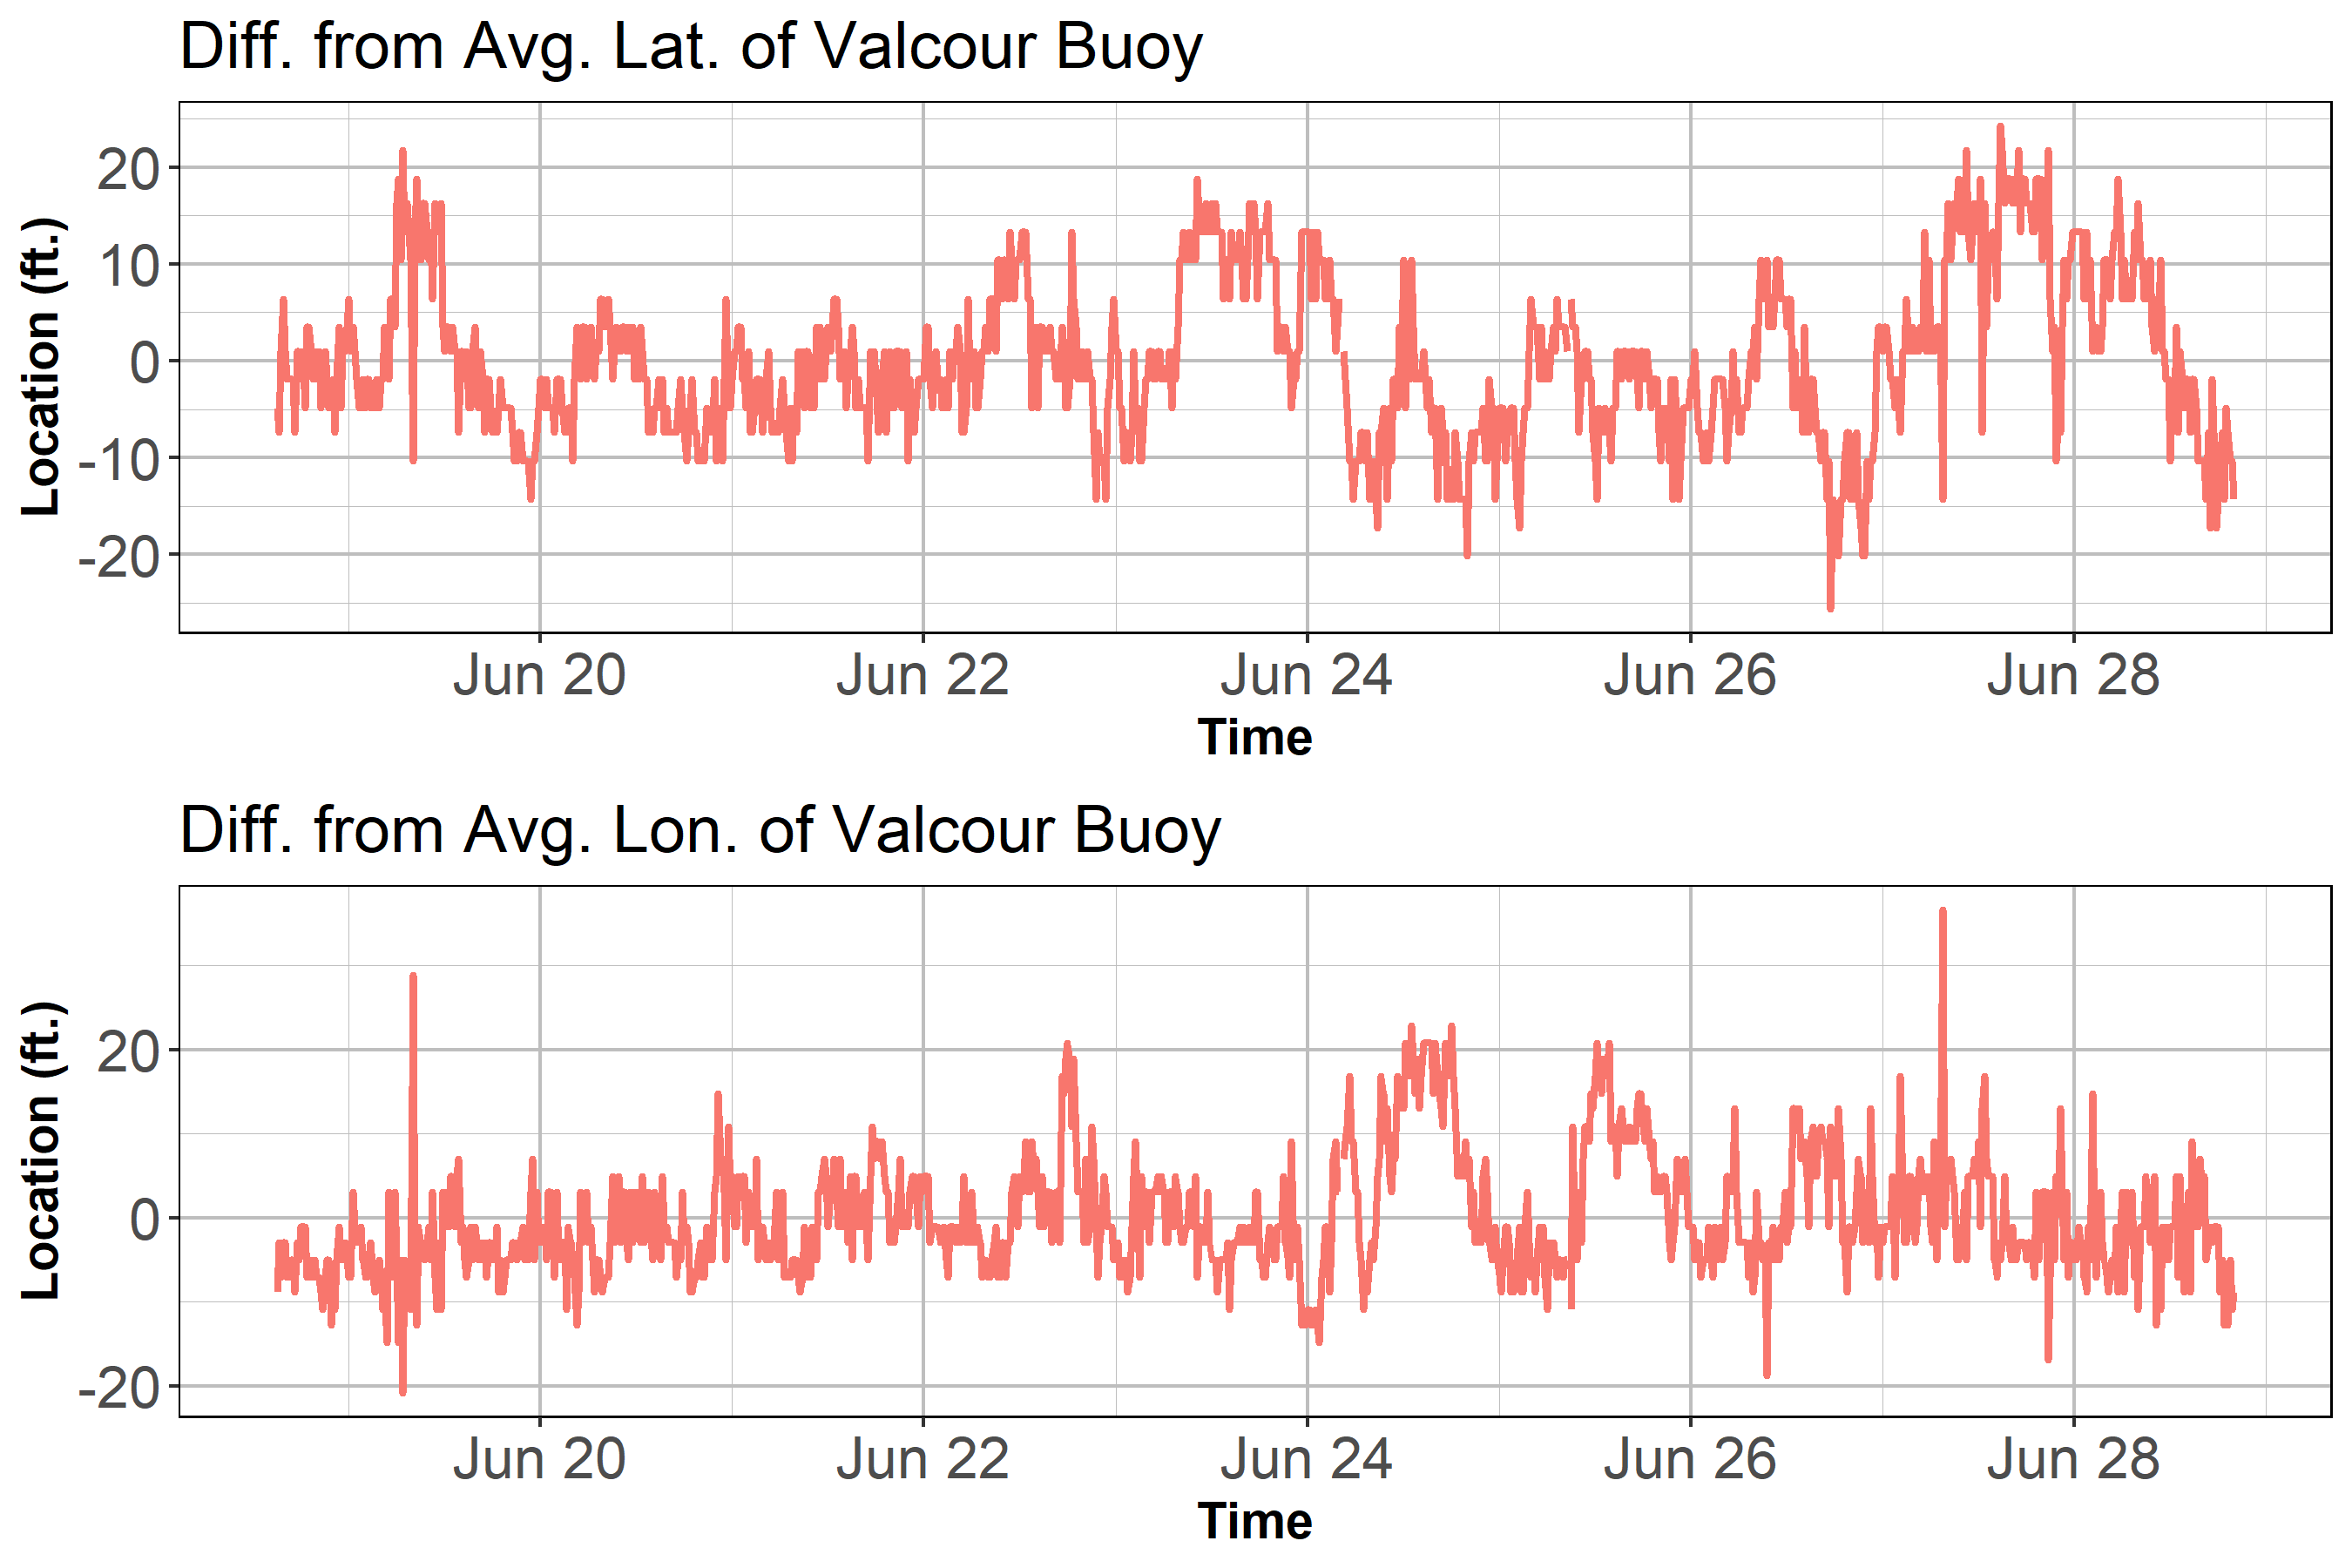 Diff. from Avg. Lat. of Valcour Buoy
Location (ft.)
20
10
0
-10
-20
Jun 20 Jun 22 Jun 24 Jun 26 Jun 28
Time
Diff. from Avg. Lon. of Valcour Buoy
Location (ft.)
20
0
-20
Jun 20 Jun 22 Jun 24 Jun 26 Jun 28
Time